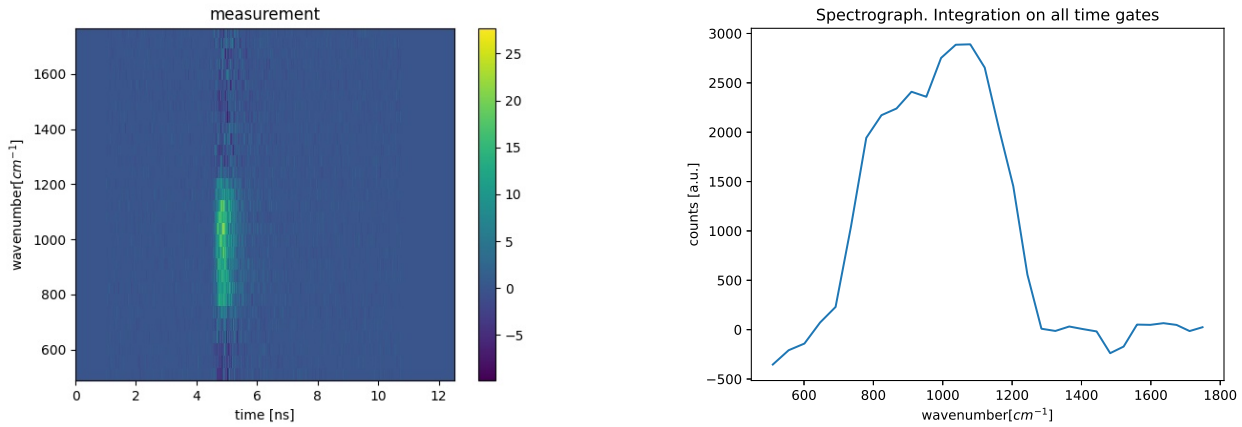 measurement
wavenumber[cm⁻¹]
1600
1400
1200
1000
800
600
0 2 4 6 8 10 12
time [ns]
25
20
15
10
5
0
−5
Spectrograph. Integration on all time gates
counts [a.u.]
3000
2500
2000
1500
1000
500
0
−500
600 800 1000 1200 1400 1600 1800
wavenumber[cm⁻¹]